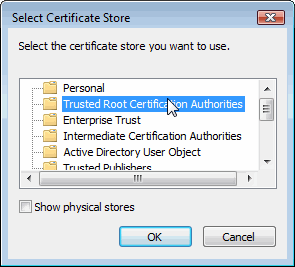 Select Certificate Store
Select the certificate store you want to use.
Personal
Trusted Root Certification Authorities
Enterprise Trust
Intermediate Certification Authorities
Active Directory User Object
Trusted Publishers
Show physical stores
OK
Cancel